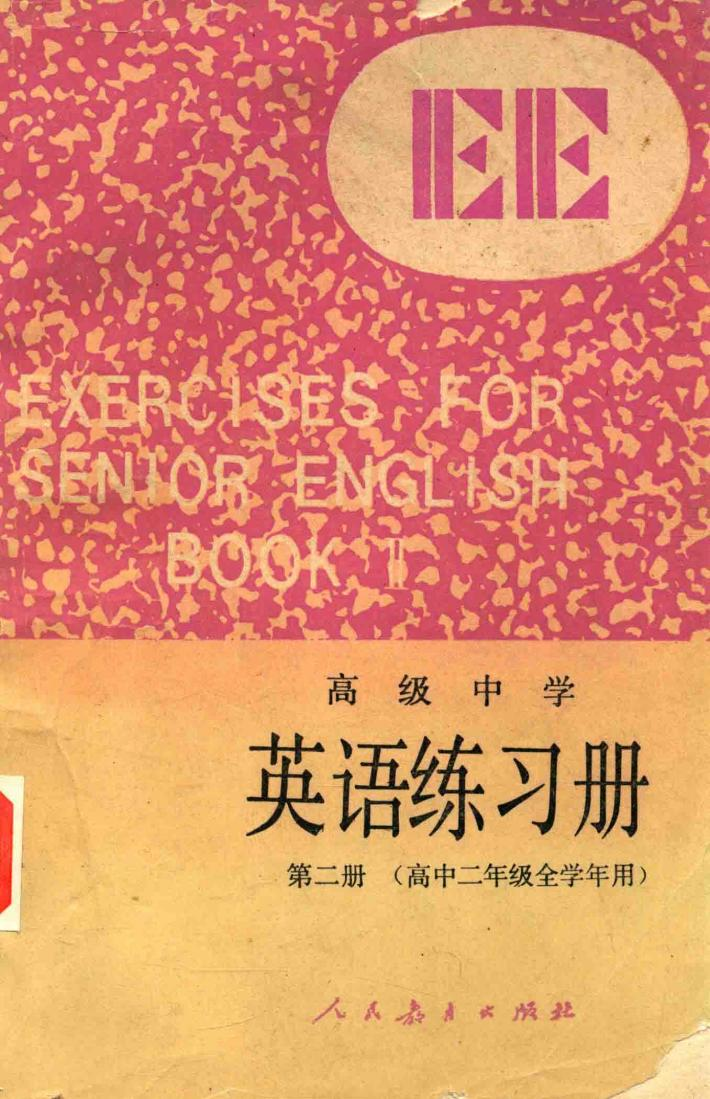 EE
EXERCISES FOR
SENIOR ENGLISH
BOOK II
高级中学
英语练习册
第二册 （高中二年级全学年用）
人民教育出版社